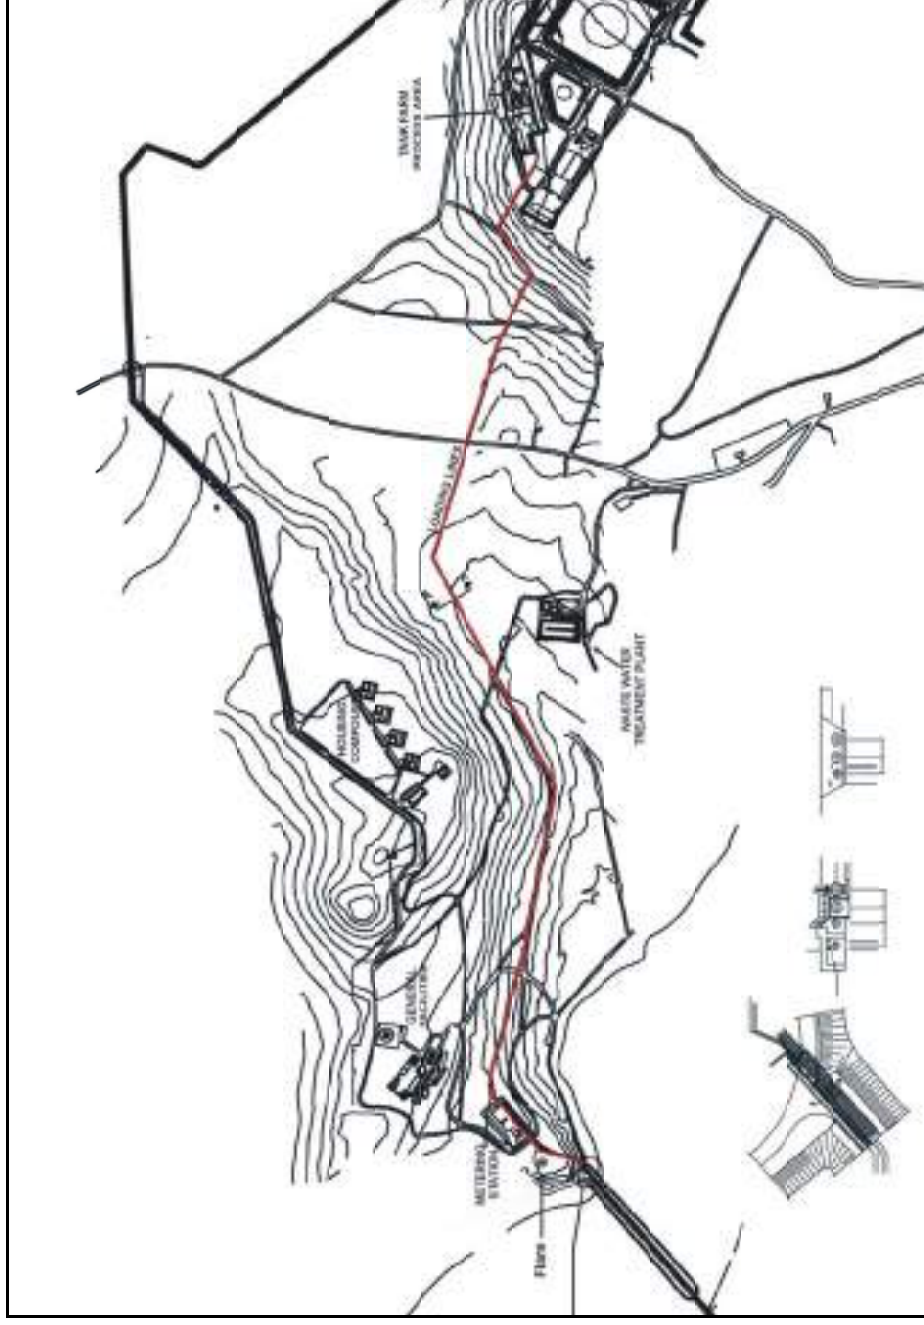 TANK FARM
PROCESS AREA
LOADING LINES
HOUSING
COMPOUND
WASTE WATER
TREATMENT PLANT
GENERAL
FACILITIES
METERING
STATION
Flare